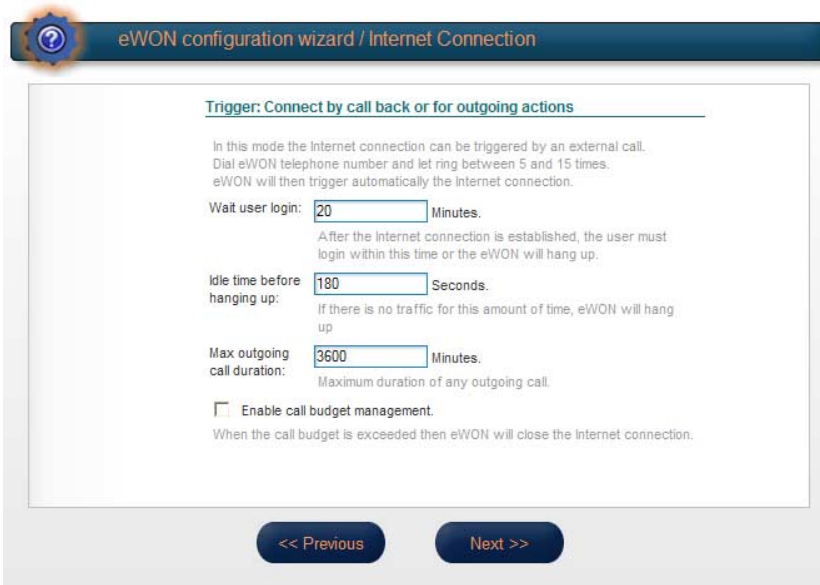 eWON configuration wizard / Internet Connection
Trigger: Connect by call back or for outgoing actions
In this mode the Internet connection can be triggered by an external call.
Dial eWON telephone number and let ring between 5 and 15 times.
eWON will then trigger automatically the Internet connection.
Wait user login: 20 Minutes.
After the Internet connection is established, the user must
login within this time or the eWON will hang up.
Idle time before
hanging up: 180 Seconds.
If there is no traffic for this amount of time, eWON will hang
up
Max outgoing
call duration: 3600 Minutes.
Maximum duration of any outgoing call.
Enable call budget management.
When the call budget is exceeded then eWON will close the Internet connection.
<< Previous
Next >>